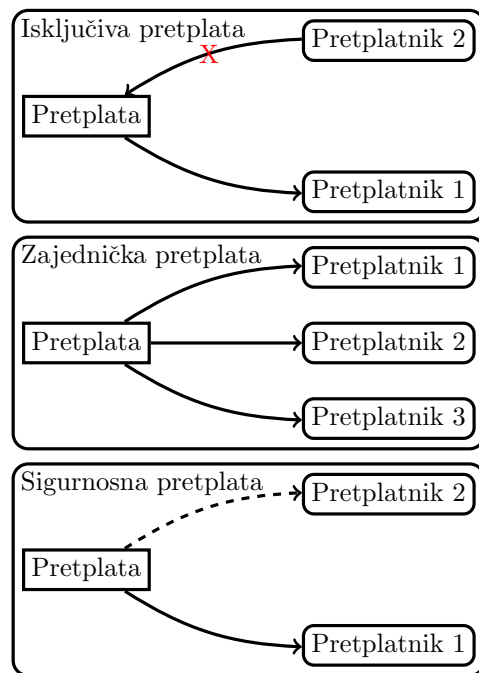 Isključiva pretplata
Pretplatnik 2
X
Pretplata
Pretplatnik 1
Zajednička pretplata
Pretplatnik 1
Pretplata
Pretplatnik 2
Pretplatnik 3
Sigurnosna pretplata
Pretplatnik 2
Pretplata
Pretplatnik 1